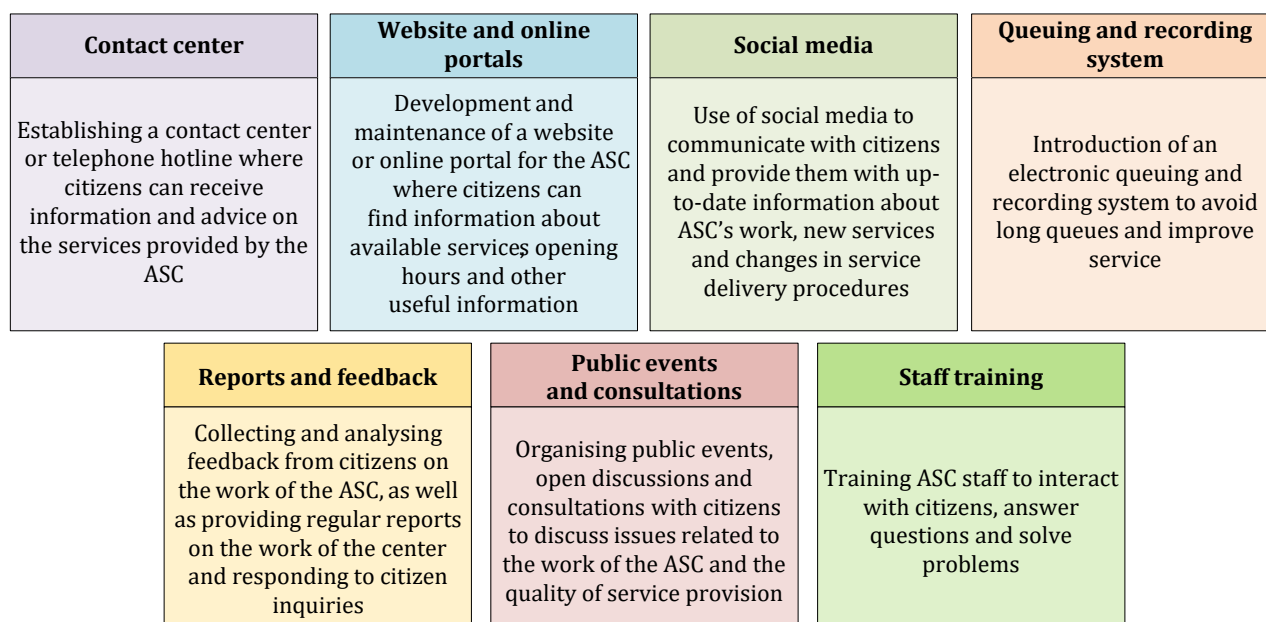 Contact center
Establishing a contact center
or telephone hotline where
citizens can receive
information and advice on
the services provided by the
ASC
Website and online
portals
Development and
maintenance of a website
or online portal for the ASC
where citizens can
find information about
available services, opening
hours and other
useful information
Social media
Use of social media to
communicate with citizens
and provide them with up-
to-date information about
ASC’s work, new services
and changes in service
delivery procedures
Queuing and recording
system
Introduction of an
electronic queuing and
recording system to avoid
long queues and improve
service
Reports and feedback
Collecting and analysing
feedback from citizens on
the work of the ASC, as well
as providing regular reports
on the work of the center
and responding to citizen
inquiries
Public events
and consultations
Organising public events,
open discussions and
consultations with citizens
to discuss issues related to
the work of the ASC and the
quality of service provision
Staff training
Training ASC staff to interact
with citizens, answer
questions and solve
problems